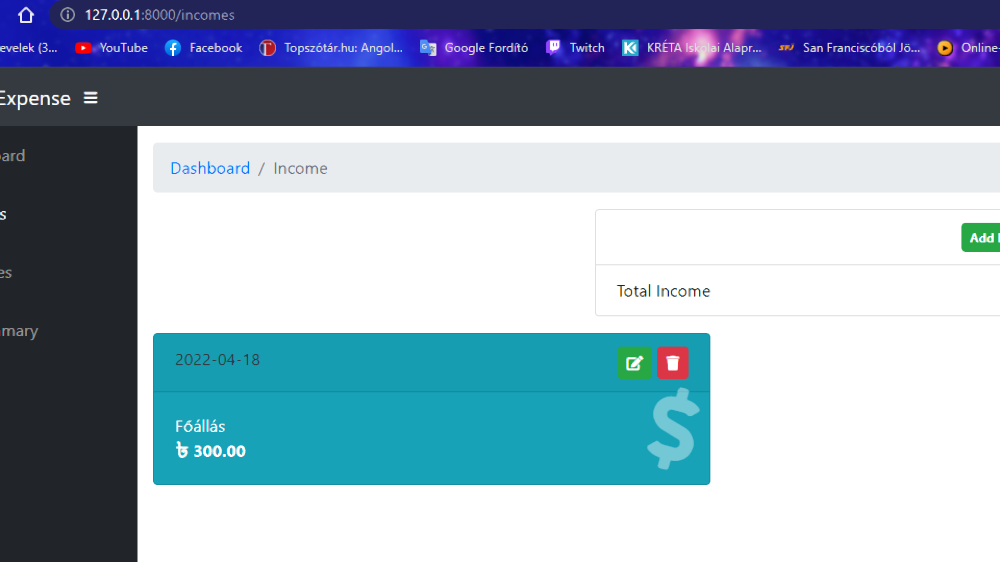 127.0.0.1:8000/incomes
evelek (3... YouTube Facebook Topszótár.hu: Angol... Google Fordító Twitch KRÉTA Iskolai Alapr... San Franciscóból Jö... Online-
Expense
Dashboard / Income
Add
Total Income
2022-04-18
Főállás
৳ 300.00
ard
s
es
mary